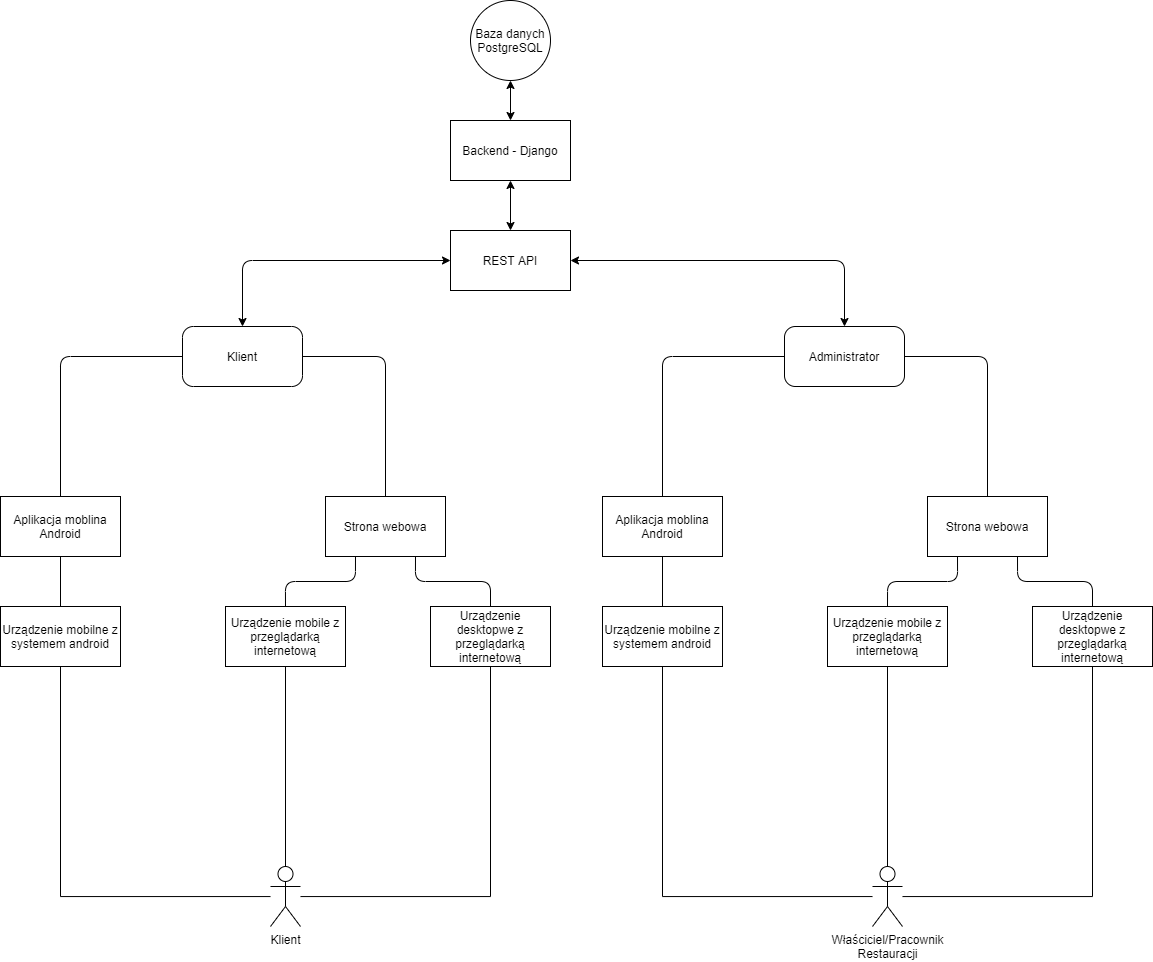 Baza danych
PostgreSQL
Backend - Django
REST API
Klient
Administrator
Aplikacja moblina
Android
Strona webowa
Aplikacja moblina
Android
Strona webowa
Urządzenie mobilne z
systemem android
Urządzenie mobile z
przeglądarką
internetową
Urządzenie
desktopwe z
przeglądarką
internetową
Urządzenie mobilne z
systemem android
Urządzenie mobile z
przeglądarką
internetową
Urządzenie
desktopwe z
przeglądarką
internetową
Klient
Właściciel/Pracownik
Restauracji